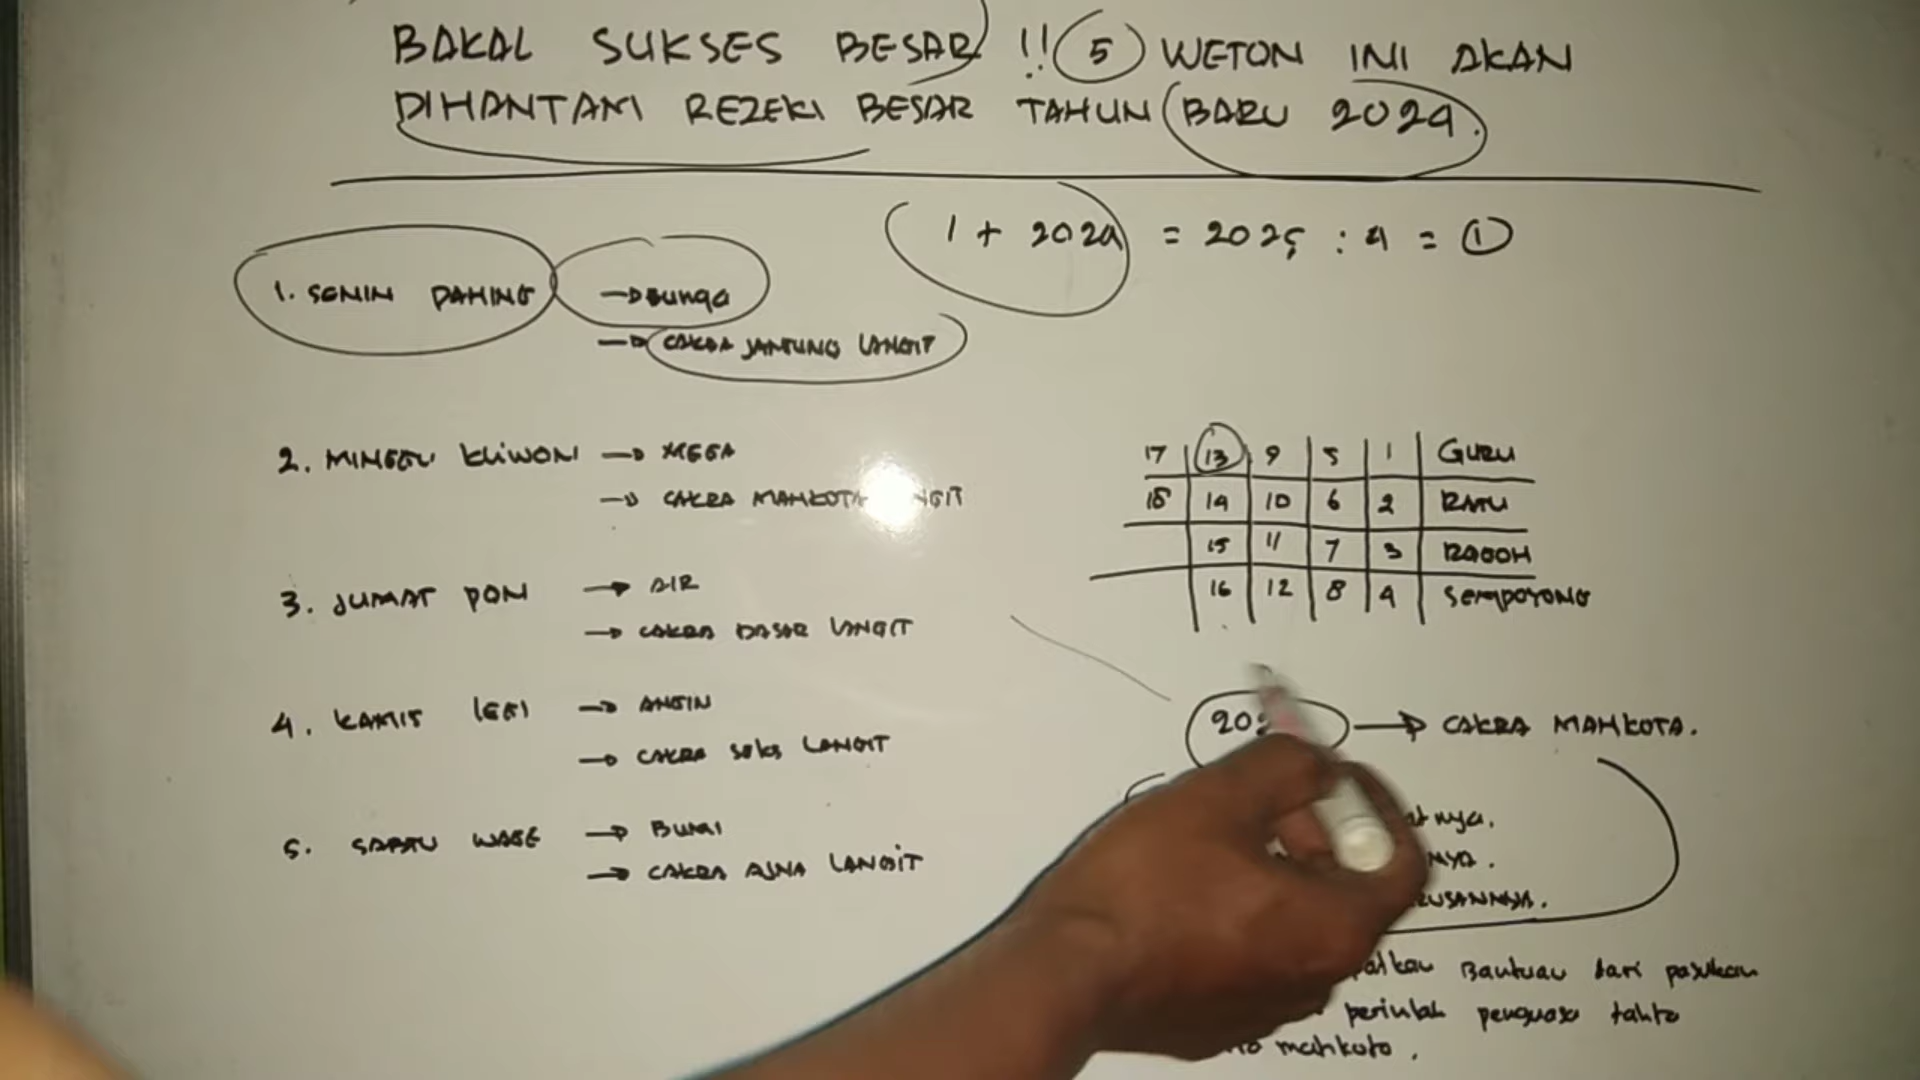 BAKAL SUKSES BESAR !! 5 WETON INI AKAN
DIHANTAM REZEKI BESAR TAHUN BARU 2024.
1 + 2024 = 2025 : 4 = 1
1. SENIN PAHING → BUNGA
→ CAKRA JANTUNG LANGIT
2. MINGGU KLIWON → MEGA
→ CAKRA MAHKOTA
3. JUMAT PON → AIR
→ CAKRA DASAR LANGIT
4. KAMIS LEGI → ANGIN
→ CAKRA SEKS LANGIT
5. SABTU WAGE → BUMI
→ CAKRA AJNA LANGIT
17 13 9 5 1 GURU
18 14 10 6 2 RATU
15 11 7 3 RAGOH
16 12 8 4 SEMPOYONG
→ CAKRA MAHKOTA.
Bantuan dari pasukan
perintah penguasa tahta
mahkota.